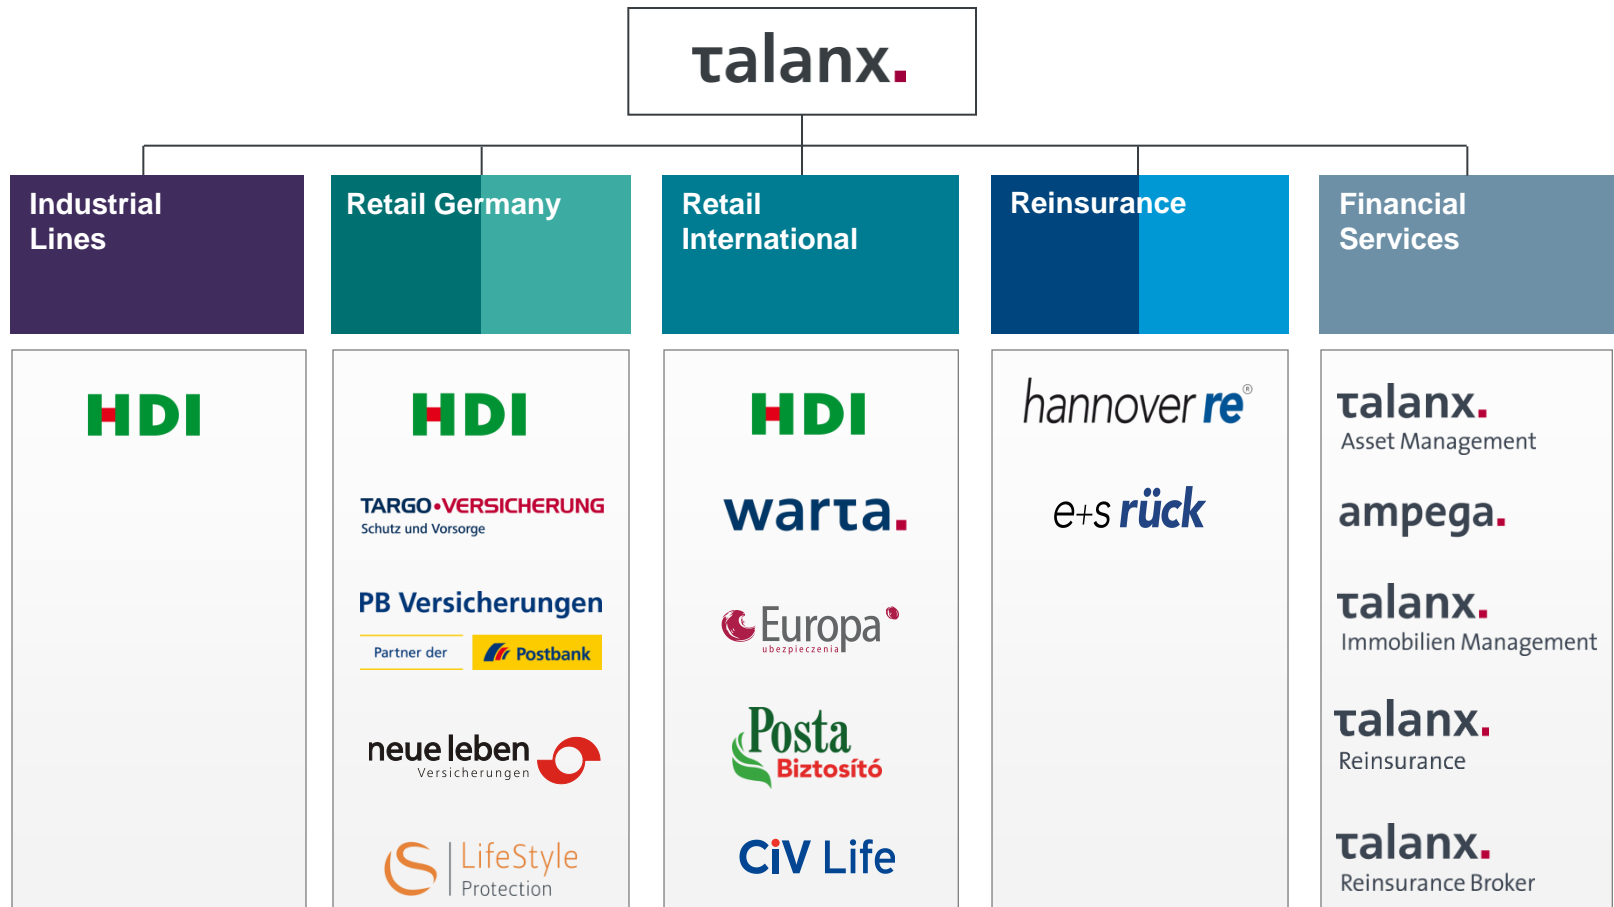 talanx.
Industrial
Lines
Retail Germany
Retail
International
Reinsurance
Financial
Services
HDI
HDI
TARGO•VERSICHERUNG
Schutz und Vorsorge
PB Versicherungen
Partner der
Postbank
neue leben
Versicherungen
LifeStyle
Protection
HDI
warta.
Europa
ubezpieczenia
Posta
Biztosító
CiV Life
hannover re®
e+s rück
talanx.
Asset Management
ampega.
talanx.
Immobilien Management
talanx.
Reinsurance
talanx.
Reinsurance Broker